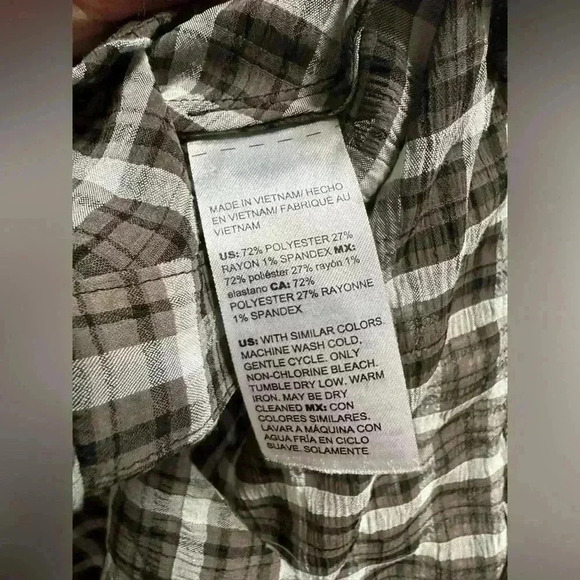 MADE IN VIETNAM/ HECHO
EN VIETNAM/ FABRIQUÉ AU
VIETNAM
US: 72% POLYESTER 27%
RAYON 1% SPANDEX MX:
72% poliéster 27% rayón 1%
elastano CA: 72%
POLYESTER 27% RAYONNE
1% SPANDEX
US: WITH SIMILAR COLORS
MACHINE WASH COLD,
GENTLE CYCLE. ONLY
NON-CHLORINE BLEACH.
TUMBLE DRY LOW. WARM
IRON. MAY BE DRY
CLEANED MX: CON
COLORES SIMILARES.
LAVAR A MÁQUINA CON
AGUA FRÍA EN CICLO
SUAVE. SOLAMENTE